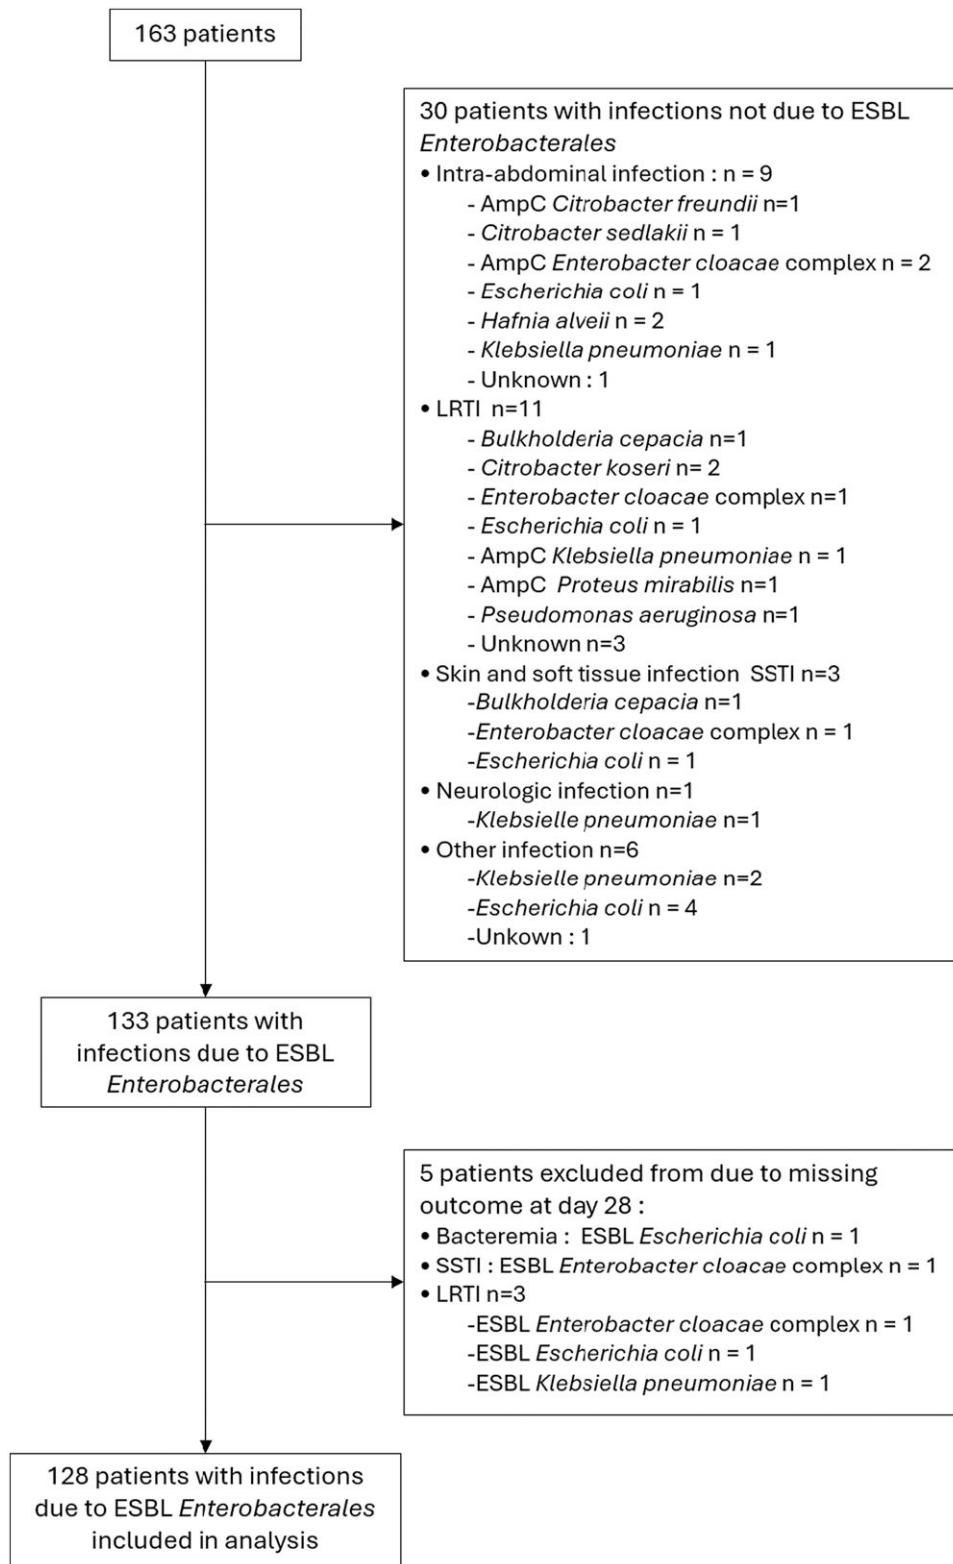 163 patients
30 patients with infections not due to ESBL
Enterobacterales
• Intra-abdominal infection : n = 9
- AmpC Citrobacter freundii n=1
- Citrobacter sedlakii n = 1
- AmpC Enterobacter cloacae complex n = 2
- Escherichia coli n = 1
- Hafnia alveii n = 2
- Klebsiella pneumoniae n = 1
- Unknown : 1
• LRTI n=11
- Bulkholderia cepacia n=1
- Citrobacter koseri n= 2
- Enterobacter cloacae complex n=1
- Escherichia coli n = 1
- AmpC Klebsiella pneumoniae n = 1
- AmpC Proteus mirabilis n=1
- Pseudomonas aeruginosa n=1
- Unknown n=3
• Skin and soft tissue infection SSTI n=3
-Bulkholderia cepacia n=1
-Enterobacter cloacae complex n = 1
-Escherichia coli n = 1
• Neurologic infection n=1
-Klebsielle pneumoniae n=1
• Other infection n=6
-Klebsielle pneumoniae n=2
-Escherichia coli n = 4
-Unkown : 1
133 patients with
infections due to ESBL
Enterobacterales
5 patients excluded from due to missing
outcome at day 28 :
• Bacteremia : ESBL Escherichia coli n = 1
• SSTI : ESBL Enterobacter cloacae complex n = 1
• LRTI n=3
-ESBL Enterobacter cloacae complex n = 1
-ESBL Escherichia coli n = 1
-ESBL Klebsiella pneumoniae n = 1
128 patients with infections
due to ESBL Enterobacterales
included in analysis